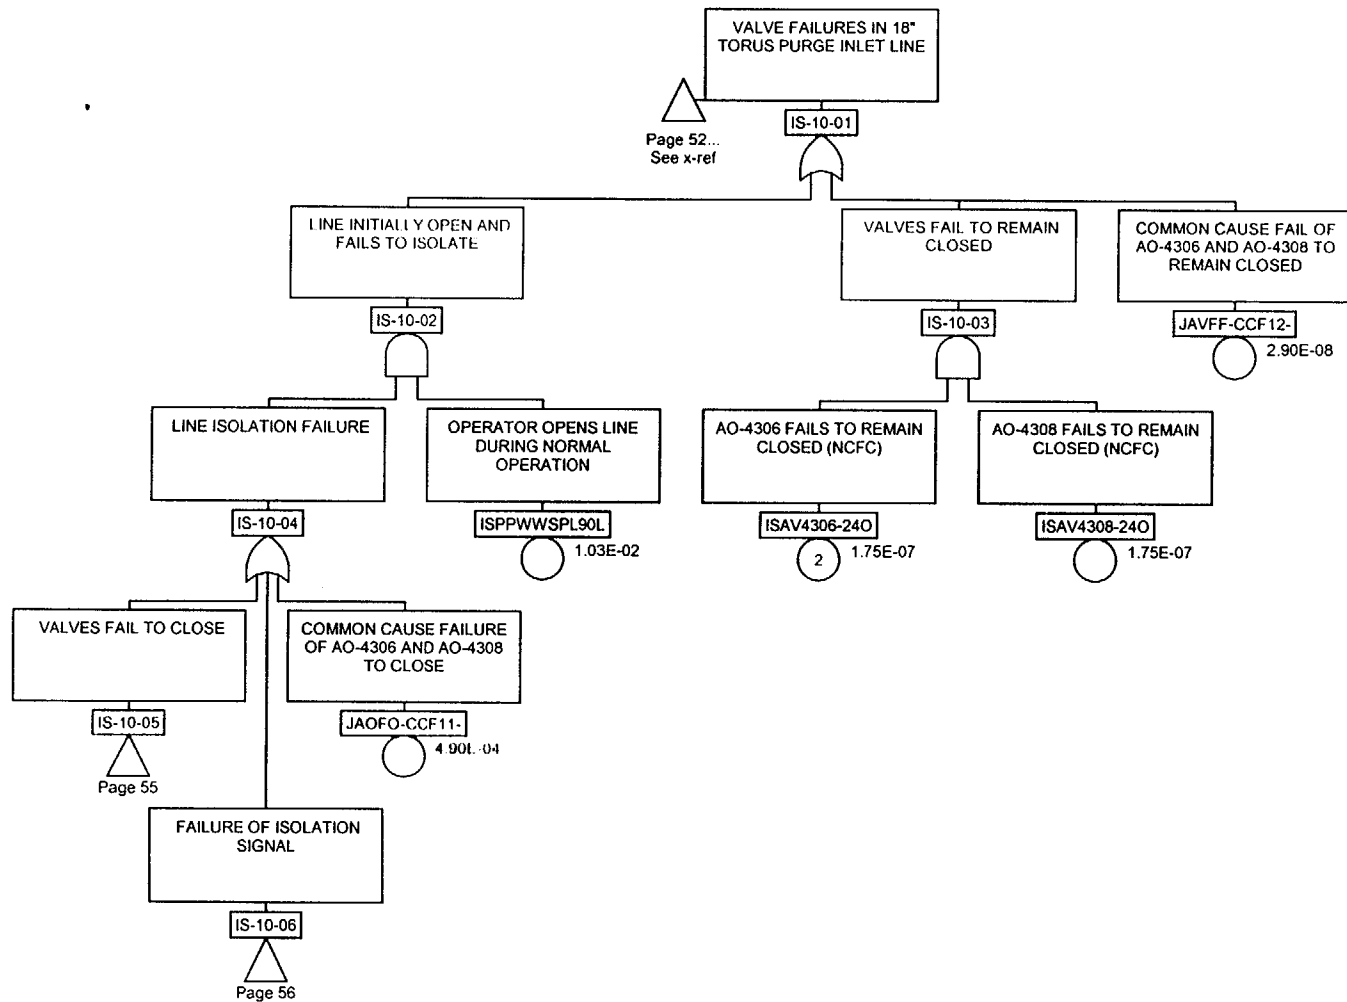 VALVE FAILURES IN 18"
TORUS PURGE INLET LINE
IS-10-01
Page 52...
See x-ref
LINE INITIALLY OPEN AND
FAILS TO ISOLATE
IS-10-02
VALVES FAIL TO REMAIN
CLOSED
IS-10-03
COMMON CAUSE FAIL OF
AO-4306 AND AO-4308 TO
REMAIN CLOSED
JAVFF-CCF12-
2.90E-08
LINE ISOLATION FAILURE
IS-10-04
OPERATOR OPENS LINE
DURING NORMAL
OPERATION
ISPPWWSPL90L
1.03E-02
AO-4306 FAILS TO REMAIN
CLOSED (NCFC)
ISAV4306-24O
2
1.75E-07
AO-4308 FAILS TO REMAIN
CLOSED (NCFC)
ISAV4308-24O
1.75E-07
VALVES FAIL TO CLOSE
IS-10-05
Page 55
COMMON CAUSE FAILURE
OF AO-4306 AND AO-4308
TO CLOSE
JAOFO-CCF11-
4.90E-04
FAILURE OF ISOLATION
SIGNAL
IS-10-06
Page 56